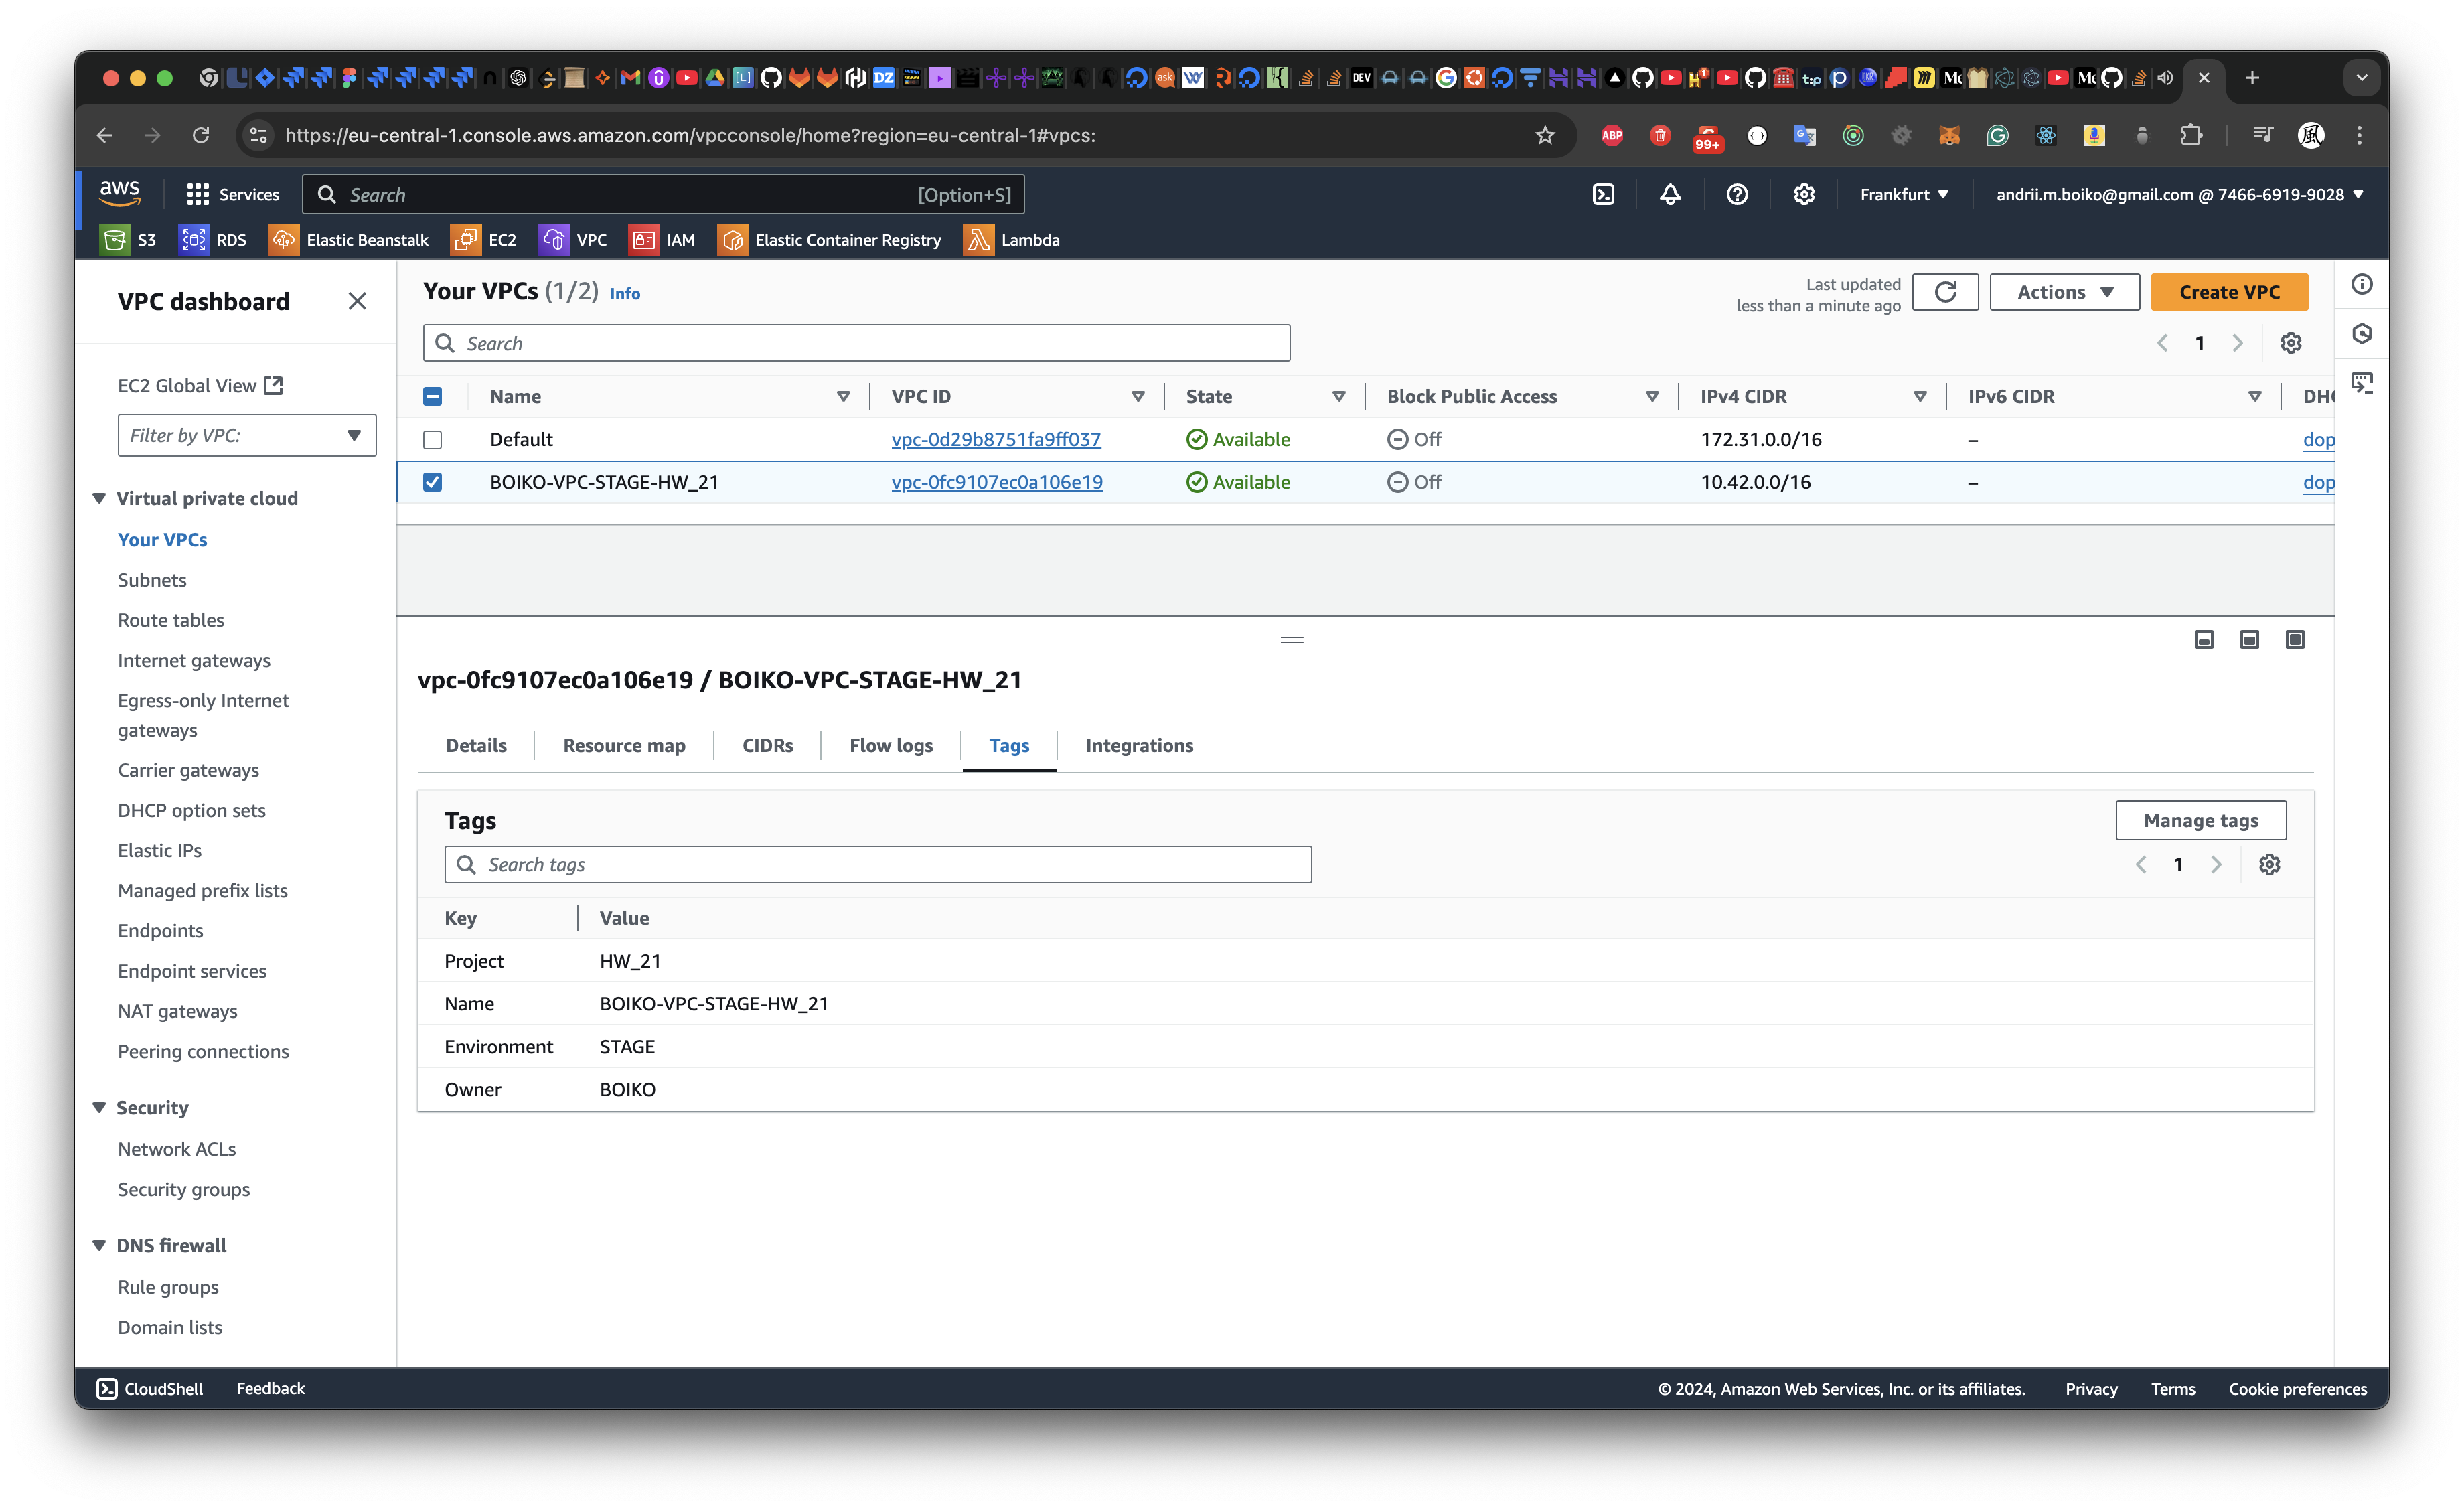 https://eu-central-1.console.aws.amazon.com/vpcconsole/home?region=eu-central-1#vpcs:
ABP
99+
aws
Services
Search
[Option+S]
Frankfurt
andrii.m.boiko@gmail.com @ 7466-6919-9028
S3
RDS
Elastic Beanstalk
EC2
VPC
IAM
Elastic Container Registry
Lambda
VPC dashboard
EC2 Global View
Filter by VPC:
Virtual private cloud
Your VPCs
Subnets
Route tables
Internet gateways
Egress-only Internet
gateways
Carrier gateways
DHCP option sets
Elastic IPs
Managed prefix lists
Endpoints
Endpoint services
NAT gateways
Peering connections
Security
Network ACLs
Security groups
DNS firewall
Rule groups
Domain lists
Your VPCs (1/2) Info
Last updated
less than a minute ago
Actions
Create VPC
Search
1
Name VPC ID State Block Public Access IPv4 CIDR IPv6 CIDR DHC
Default vpc-0d29b8751fa9ff037 Available Off 172.31.0.0/16 – dop
BOIKO-VPC-STAGE-HW_21 vpc-0fc9107ec0a106e19 Available Off 10.42.0.0/16 – dop
vpc-0fc9107ec0a106e19 / BOIKO-VPC-STAGE-HW_21
Details
Resource map
CIDRs
Flow logs
Tags
Integrations
Tags
Manage tags
Search tags
1
Key Value
Project HW_21
Name BOIKO-VPC-STAGE-HW_21
Environment STAGE
Owner BOIKO
CloudShell
Feedback
© 2024, Amazon Web Services, Inc. or its affiliates.
Privacy
Terms
Cookie preferences